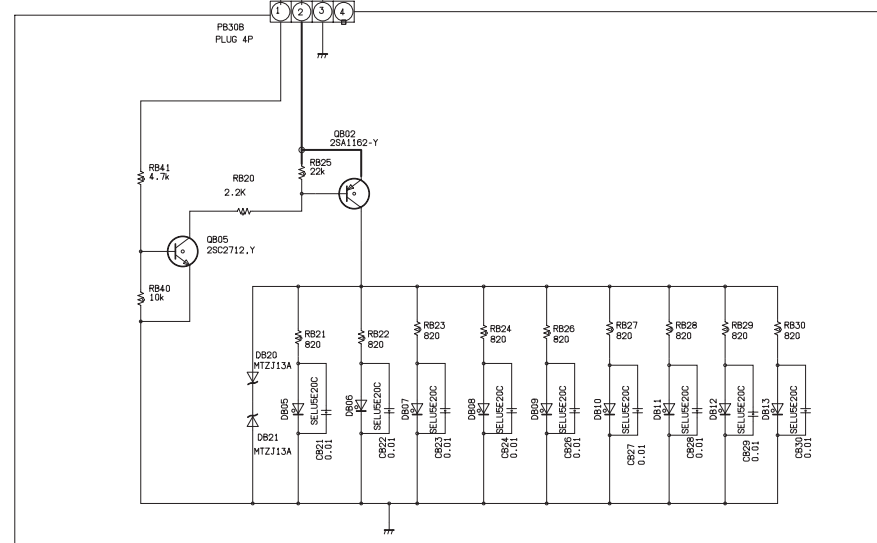 1 2 3 4
PB30B
PLUG 4P
QB02
2SA1162-Y
RB25
22k
RB41
4.7k
RB20
2.2K
QB05
2SC2712,Y
RB40
10k
RB21
820
RB22
820
RB23
820
RB24
820
RB26
820
RB27
820
RB28
820
RB29
820
RB30
820
DB20
MTZJ13A
DB21
MTZJ13A
DB05
SELU5E20C
CB21
0.01
DB06
SELU5E20C
CB22
0.01
DB07
SELU5E20C
CB23
0.01
DB08
SELU5E20C
CB24
0.01
DB09
SELU5E20C
CB26
0.01
DB10
SELU5E20C
CB27
0.01
DB11
SELU5E20C
CB28
0.01
DB12
SELU5E20C
CB29
0.01
DB13
SELU5E20C
CB30
0.01